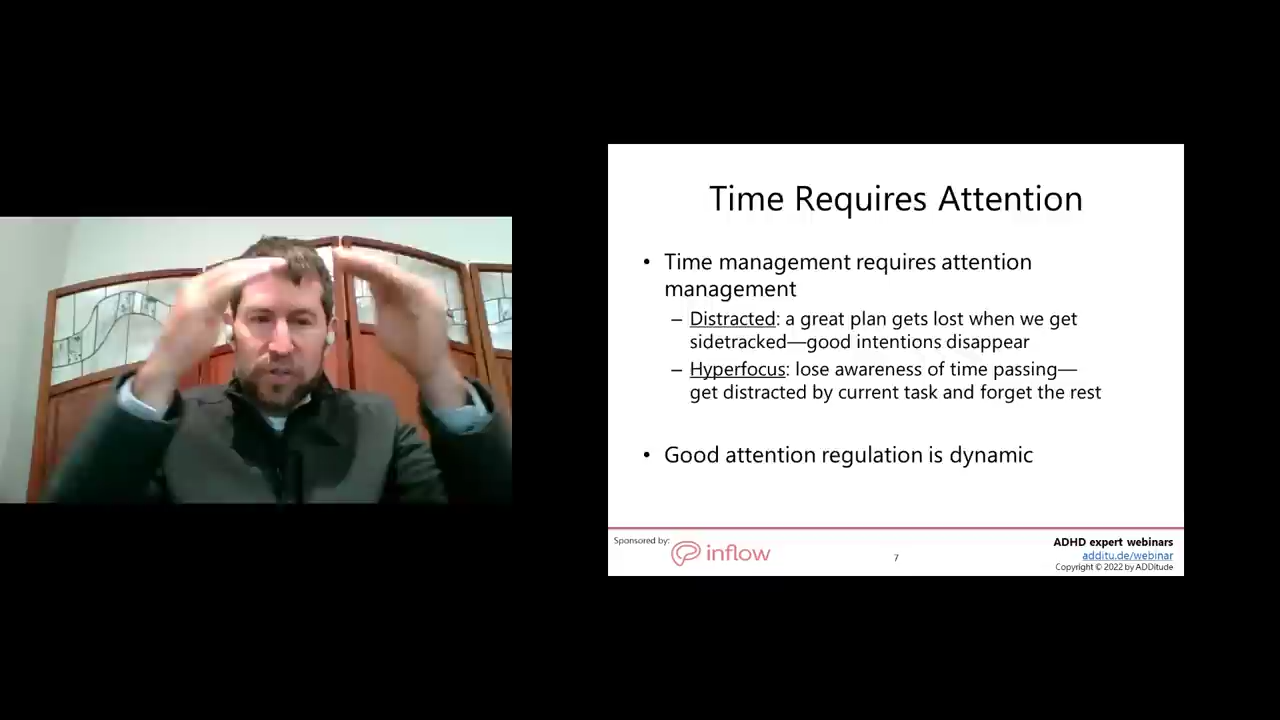 Time Requires Attention
• Time management requires attention
management
– Distracted: a great plan gets lost when we get
sidetracked—good intentions disappear
– Hyperfocus: lose awareness of time passing—
get distracted by current task and forget the rest
• Good attention regulation is dynamic
Sponsored by:
inflow
7
ADHD expert webinars
additu.de/webinar
Copyright © 2022 by ADDitude